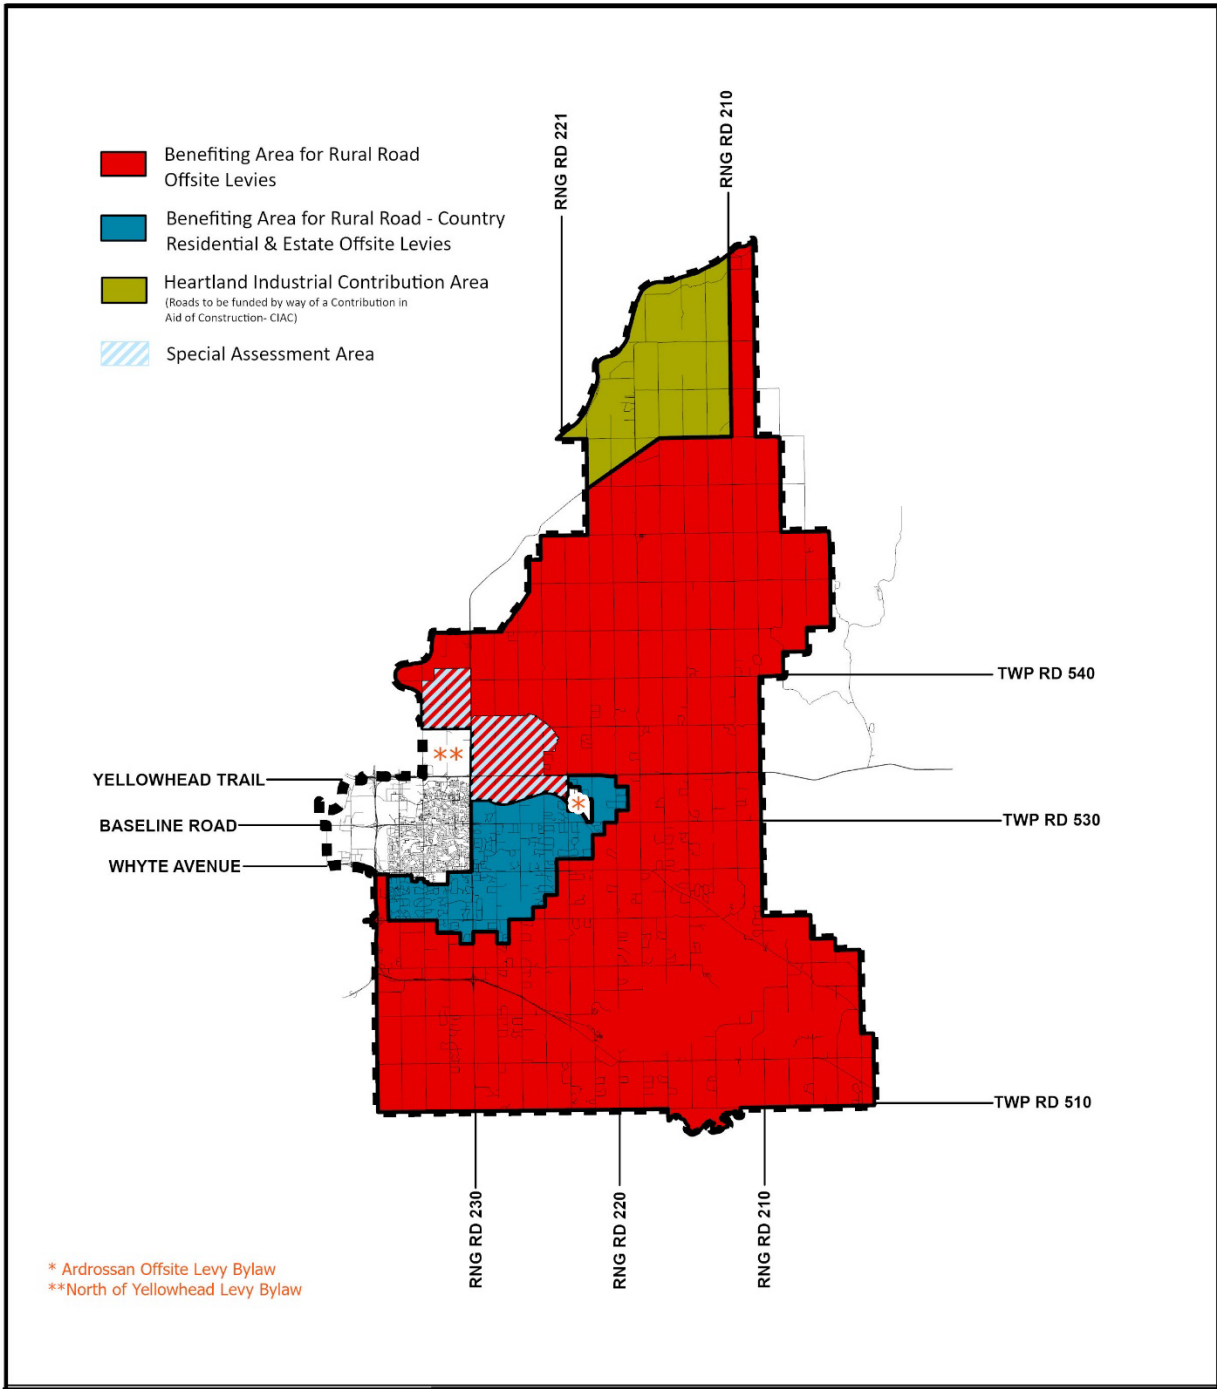 RNG RD 221
RNG RD 210
Benefiting Area for Rural Road
Offsite Levies
Benefiting Area for Rural Road - Country
Residential & Estate Offsite Levies
Heartland Industrial Contribution Area
(Roads to be funded by way of a Contribution in
Aid of Construction- CIAC)
Special Assessment Area
TWP RD 540
**
YELLOWHEAD TRAIL
*
BASELINE ROAD
TWP RD 530
WHYTE AVENUE
TWP RD 510
RNG RD 230
RNG RD 220
RNG RD 210
* Ardrossan Offsite Levy Bylaw
**North of Yellowhead Levy Bylaw